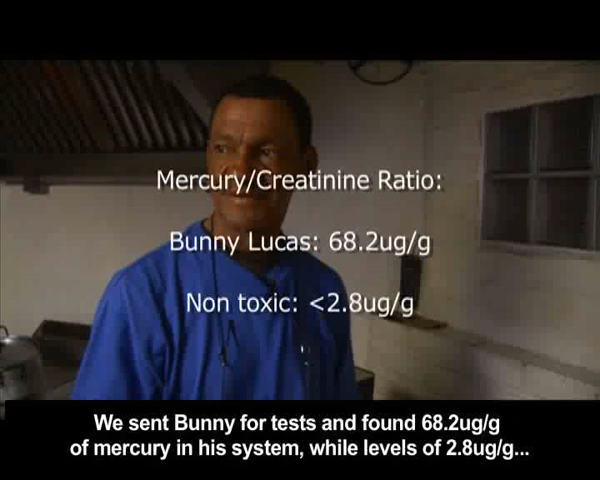 Mercury/Creatinine Ratio:
Bunny Lucas: 68.2ug/g
Non toxic: <2.8ug/g
We sent Bunny for tests and found 68.2ug/g
of mercury in his system, while levels of 2.8ug/g...